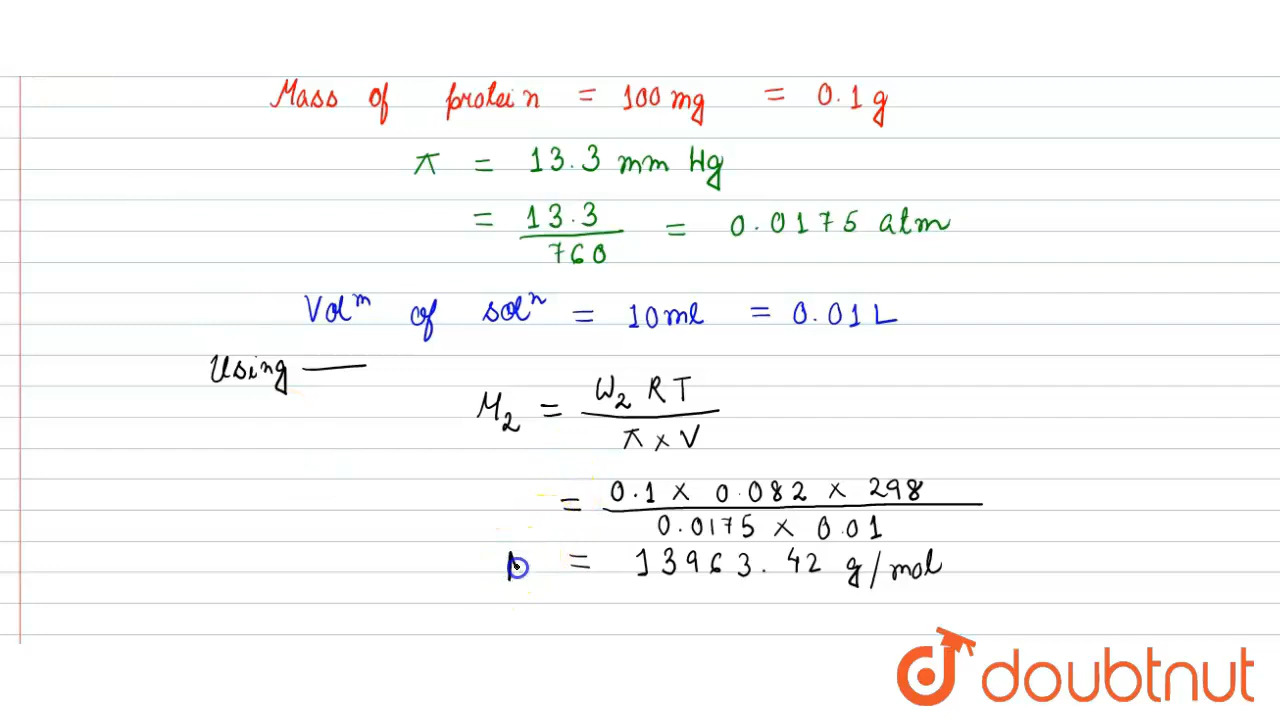 Mass of protein = 100 mg = 0.1 g
π = 13.3 mm Hg
= 13.3 / 760 = 0.0175 atm
Volᵐ of solⁿ = 10 ml = 0.01 L
Using —
M₂ = W₂ R T / π × V
= 0.1 × 0.082 × 298 / 0.0175 × 0.01
= 13963.42 g/mol
doubtnut